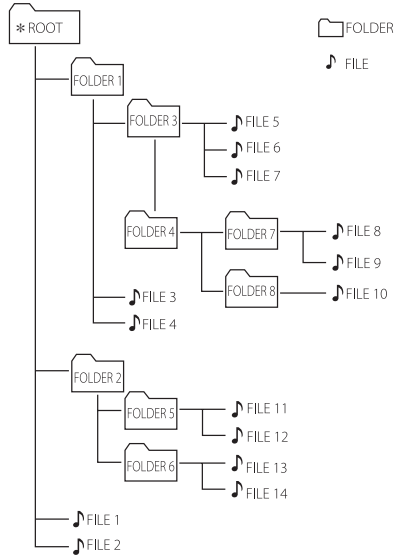 *ROOT
FOLDER
FILE
FOLDER 1
FOLDER 3
FILE 5
FILE 6
FILE 7
FOLDER 4
FOLDER 7
FILE 8
FILE 9
FOLDER 8
FILE 10
FILE 3
FILE 4
FOLDER 2
FOLDER 5
FILE 11
FILE 12
FOLDER 6
FILE 13
FILE 14
FILE 1
FILE 2